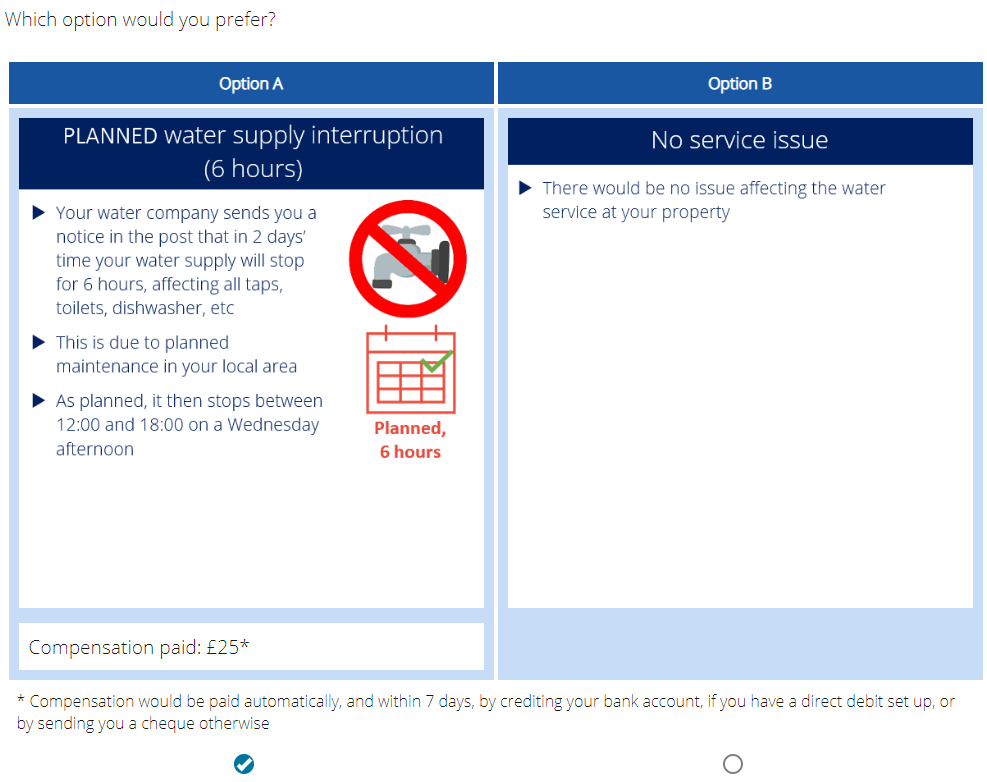 Which option would you prefer?
Option A
Option B
PLANNED water supply interruption
(6 hours)
Your water company sends you a
notice in the post that in 2 days’
time your water supply will stop
for 6 hours, affecting all taps,
toilets, dishwasher, etc
This is due to planned
maintenance in your local area
As planned, it then stops between
12:00 and 18:00 on a Wednesday
afternoon
Planned,
6 hours
Compensation paid: £25*
No service issue
There would be no issue affecting the water
service at your property
* Compensation would be paid automatically, and within 7 days, by crediting your bank account, if you have a direct debit set up, or
by sending you a cheque otherwise